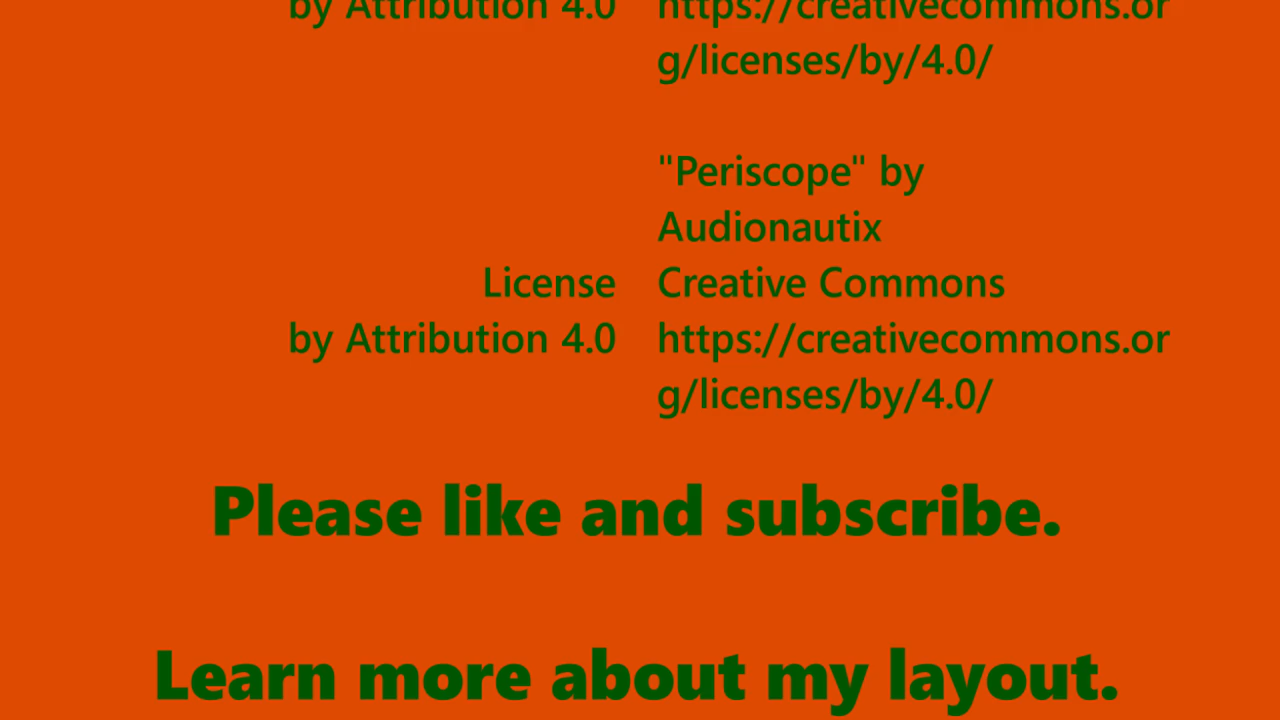 by Attribution 4.0 https://creativecommons.or
g/licenses/by/4.0/
"Periscope" by
Audionautix
License Creative Commons
by Attribution 4.0 https://creativecommons.or
g/licenses/by/4.0/
Please like and subscribe.
Learn more about my layout.